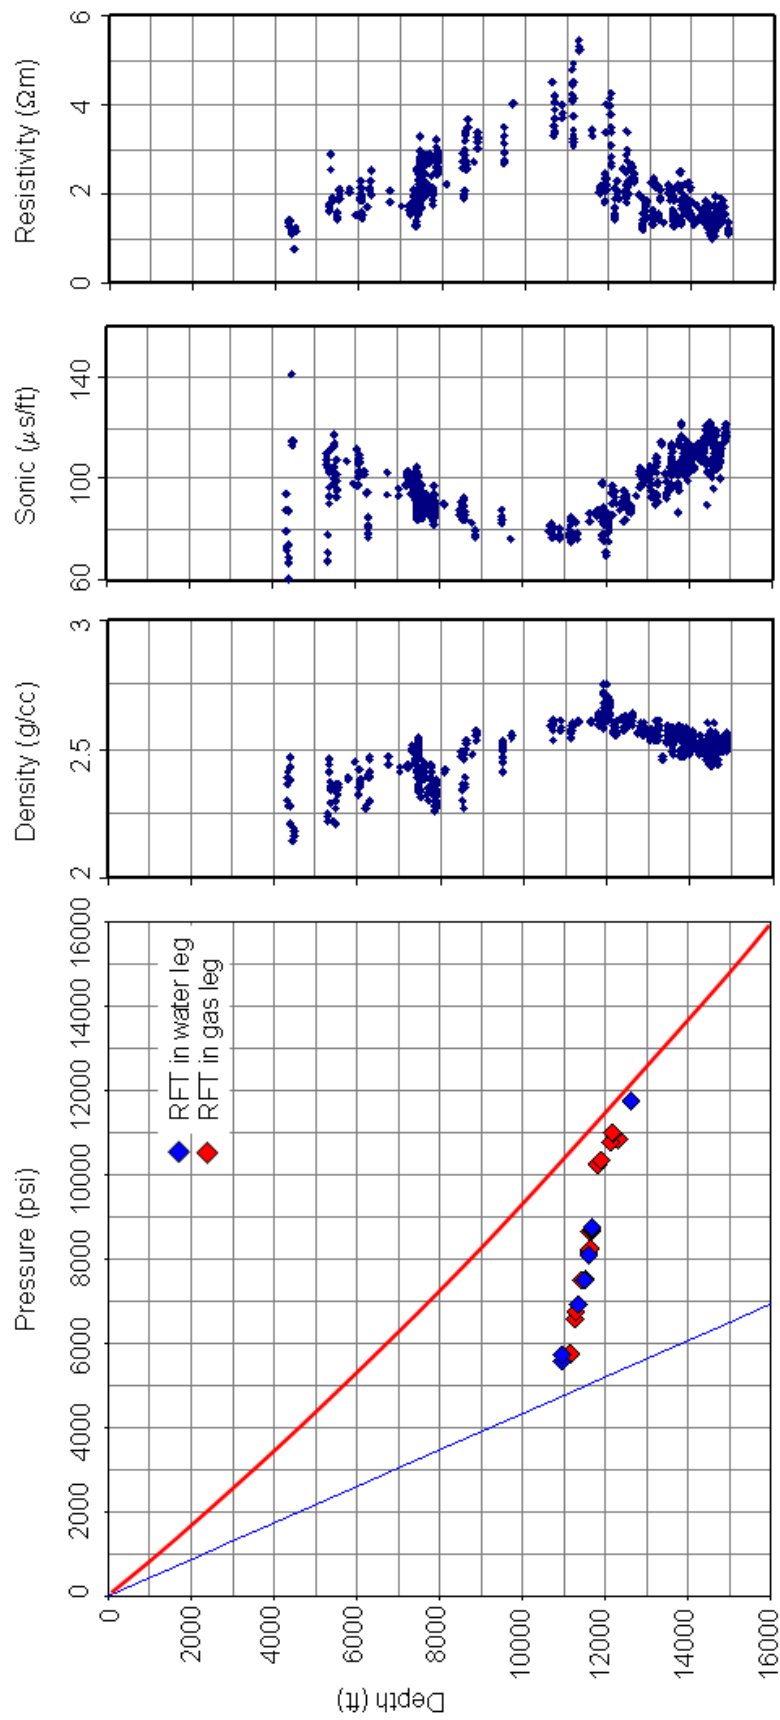 Pressure (psi)
0 2000 4000 6000 8000 10000 12000 14000 16000
Density (g/cc)
2 2.5 3
Sonic (μs/ft)
60 100 140
Resistivity (Ωm)
0 2 4 6
Depth (ft)
0
2000
4000
6000
8000
10000
12000
14000
16000
RFT in water leg
RFT in gas leg